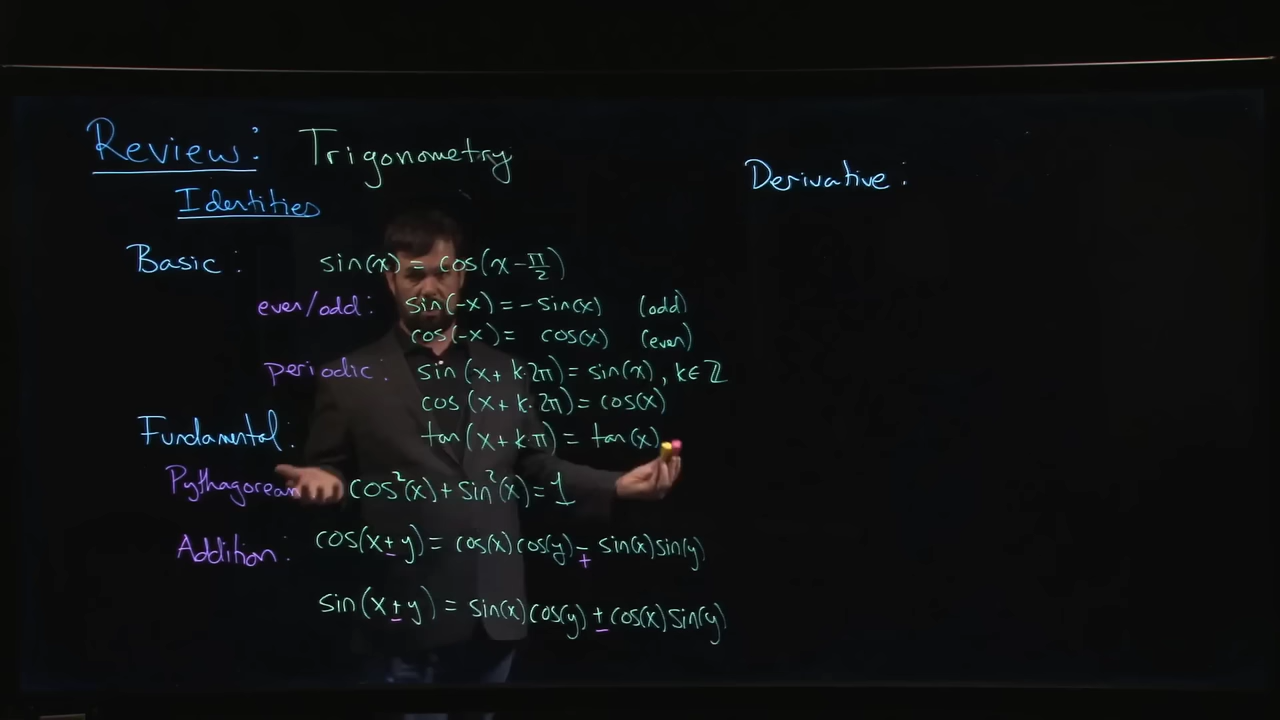 Review: Trigonometry
Identities
Derivative:
Basic: sin(x) = cos(x - π/2)
even/odd: sin(-x) = - sin(x) (odd)
cos(-x) = cos(x) (even)
periodic: sin(x + k·2π) = sin(x), k ∈ ℤ
cos(x + k·2π) = cos(x)
Fundamental: tan(x + k·π) = tan(x)
Pythagorean cos²(x) + sin²(x) = 1
Addition: cos(x ± y) = cos(x)cos(y) ∓ sin(x)sin(y)
sin(x ± y) = sin(x)cos(y) ± cos(x)sin(y)